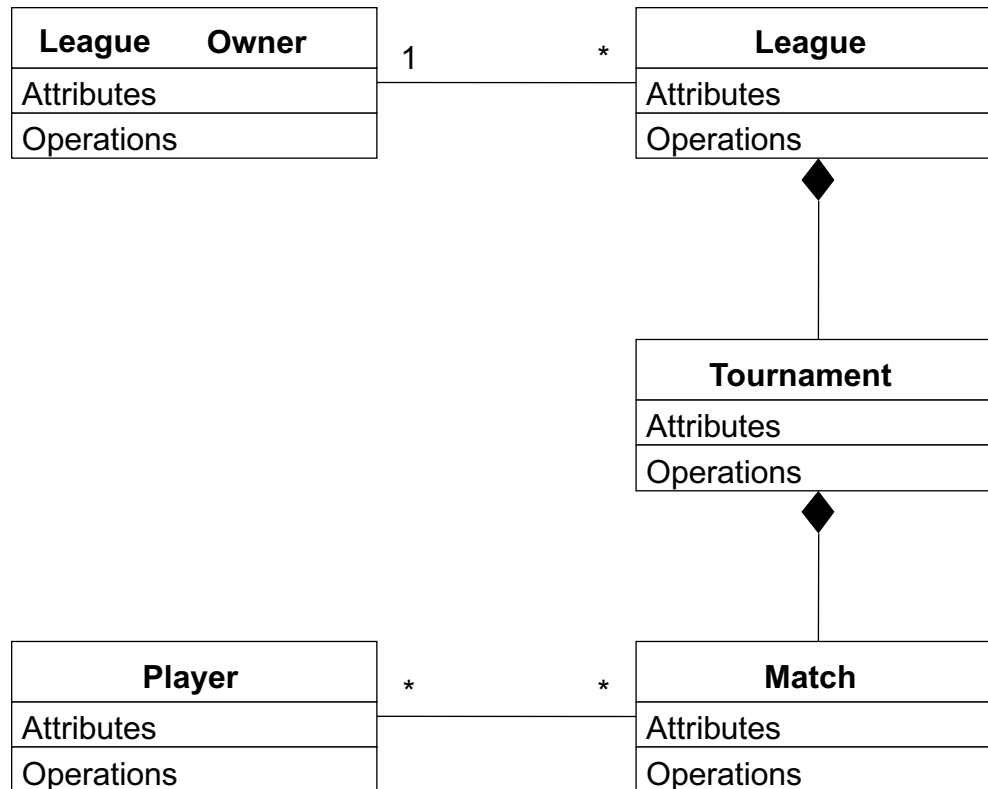 League Owner
Attributes
Operations
1 *
League
Attributes
Operations
Tournament
Attributes
Operations
Player
Attributes
Operations
* *
Match
Attributes
Operations